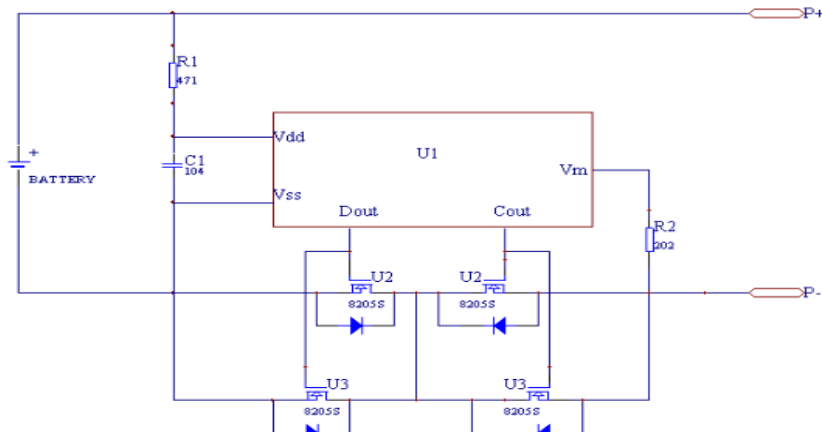 P+
R1
471
Vdd
U1
+
C1
104
Vm
BATTERY
Vss
Dout
Cout
R2
202
U2
U2
8205S
8205S
P-
U3
U3
8205S
8205S